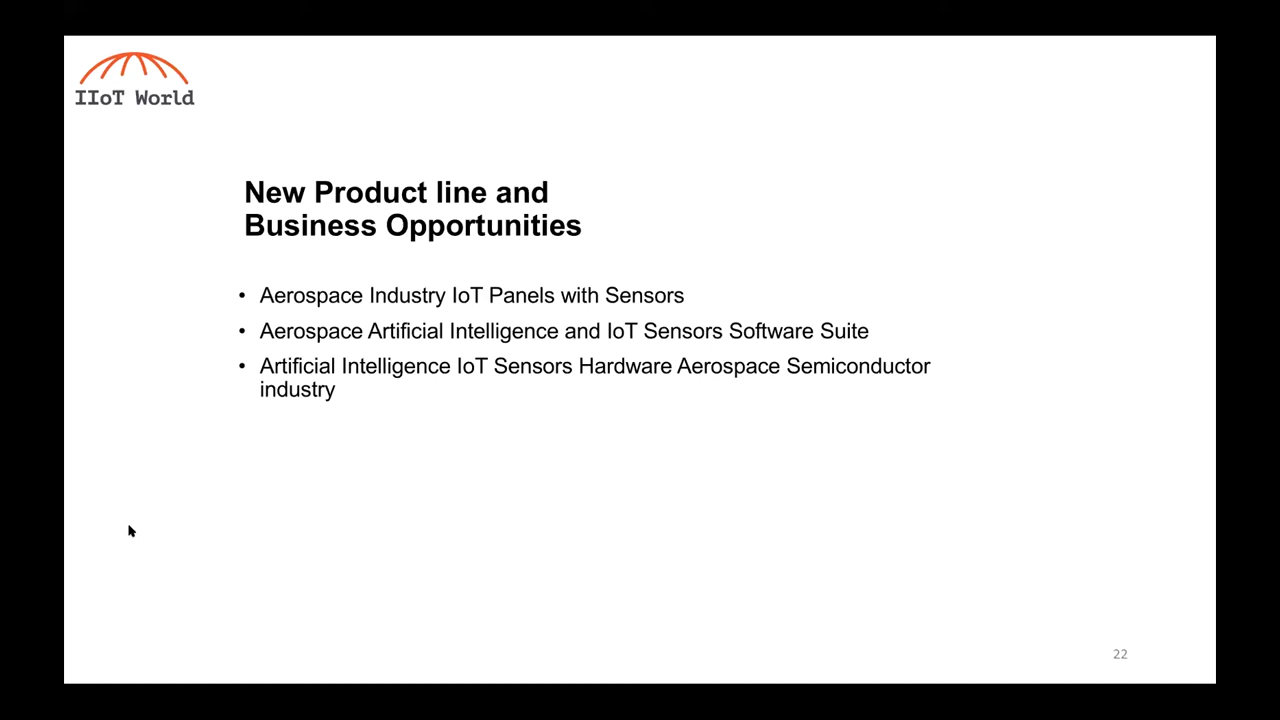 IIoT World
New Product line and
Business Opportunities
• Aerospace Industry IoT Panels with Sensors
• Aerospace Artificial Intelligence and IoT Sensors Software Suite
• Artificial Intelligence IoT Sensors Hardware Aerospace Semiconductor
industry
22